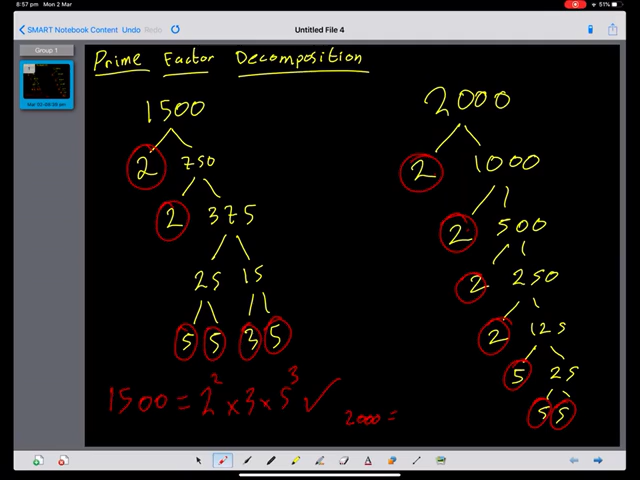 8:57 pm Mon 2 Mar
51%
SMART Notebook Content Undo Redo
Untitled File 4
Group 1
Prime Factor Decomposition
1500
2 750
2 375
25 15
5 5 3 5
1500 = 2² × 3 × 5³ ✓
2000
2 1000
2 500
2 250
2 125
5 25
5 5
2000 =